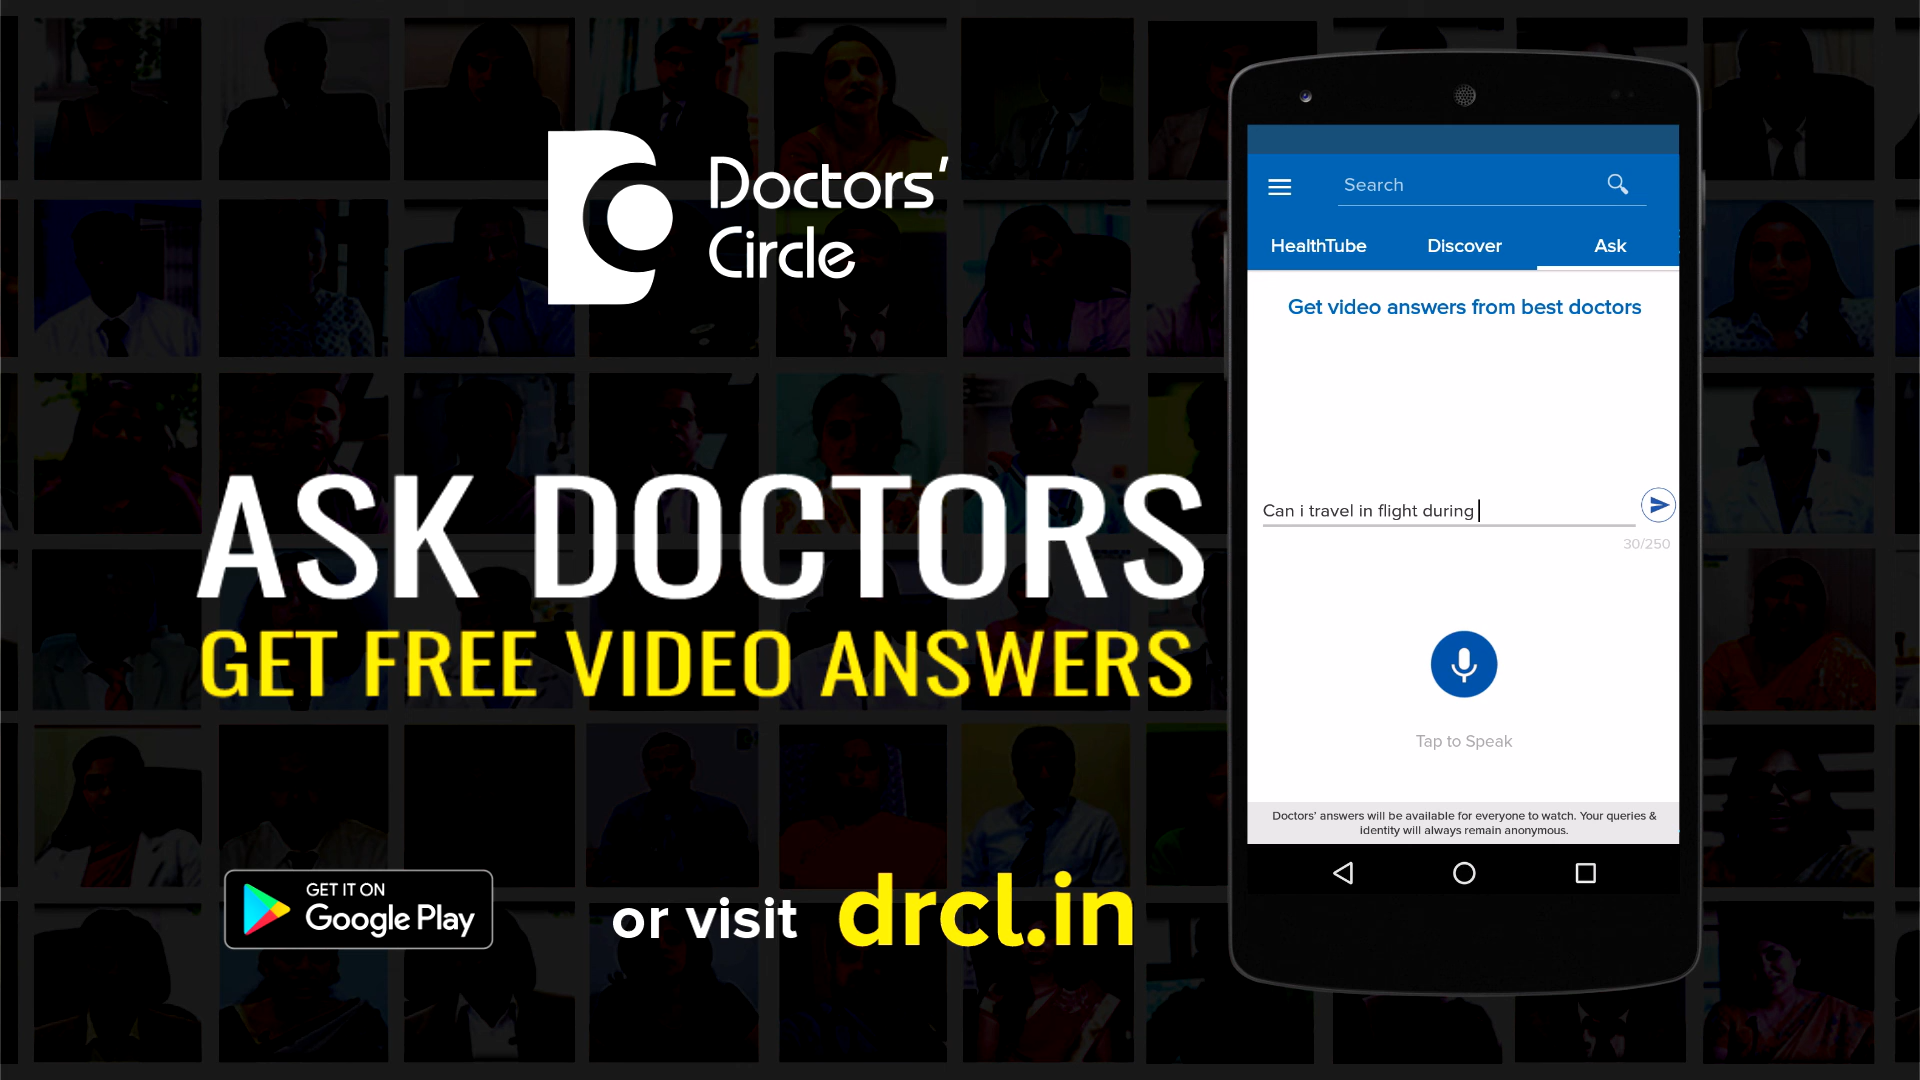 Doctors'
Circle
ASK DOCTORS
GET FREE VIDEO ANSWERS
GET IT ON
Google Play
or visit drcl.in
Search
HealthTube Discover Ask
Get video answers from best doctors
Can i travel in flight during
30/250
Tap to Speak
Doctors' answers will be available for everyone to watch. Your queries &
identity will always remain anonymous.